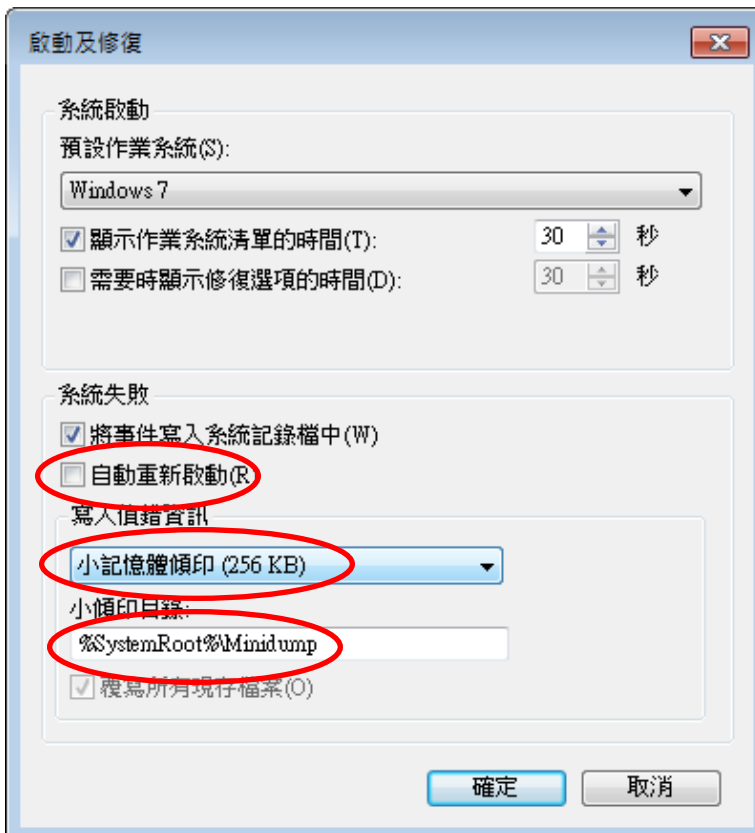 啟動及修復
系統啟動
預設作業系統(S):
Windows 7
顯示作業系統清單的時間(T): 30 秒
需要時顯示修復選項的時間(D): 30 秒
系統失敗
將事件寫入系統記錄檔中(W)
自動重新啟動(R
寫入偵錯資訊
小記憶體傾印 (256 KB)
小傾印目錄:
%SystemRoot%\Minidump
覆寫所有現存檔案(O)
確定 取消